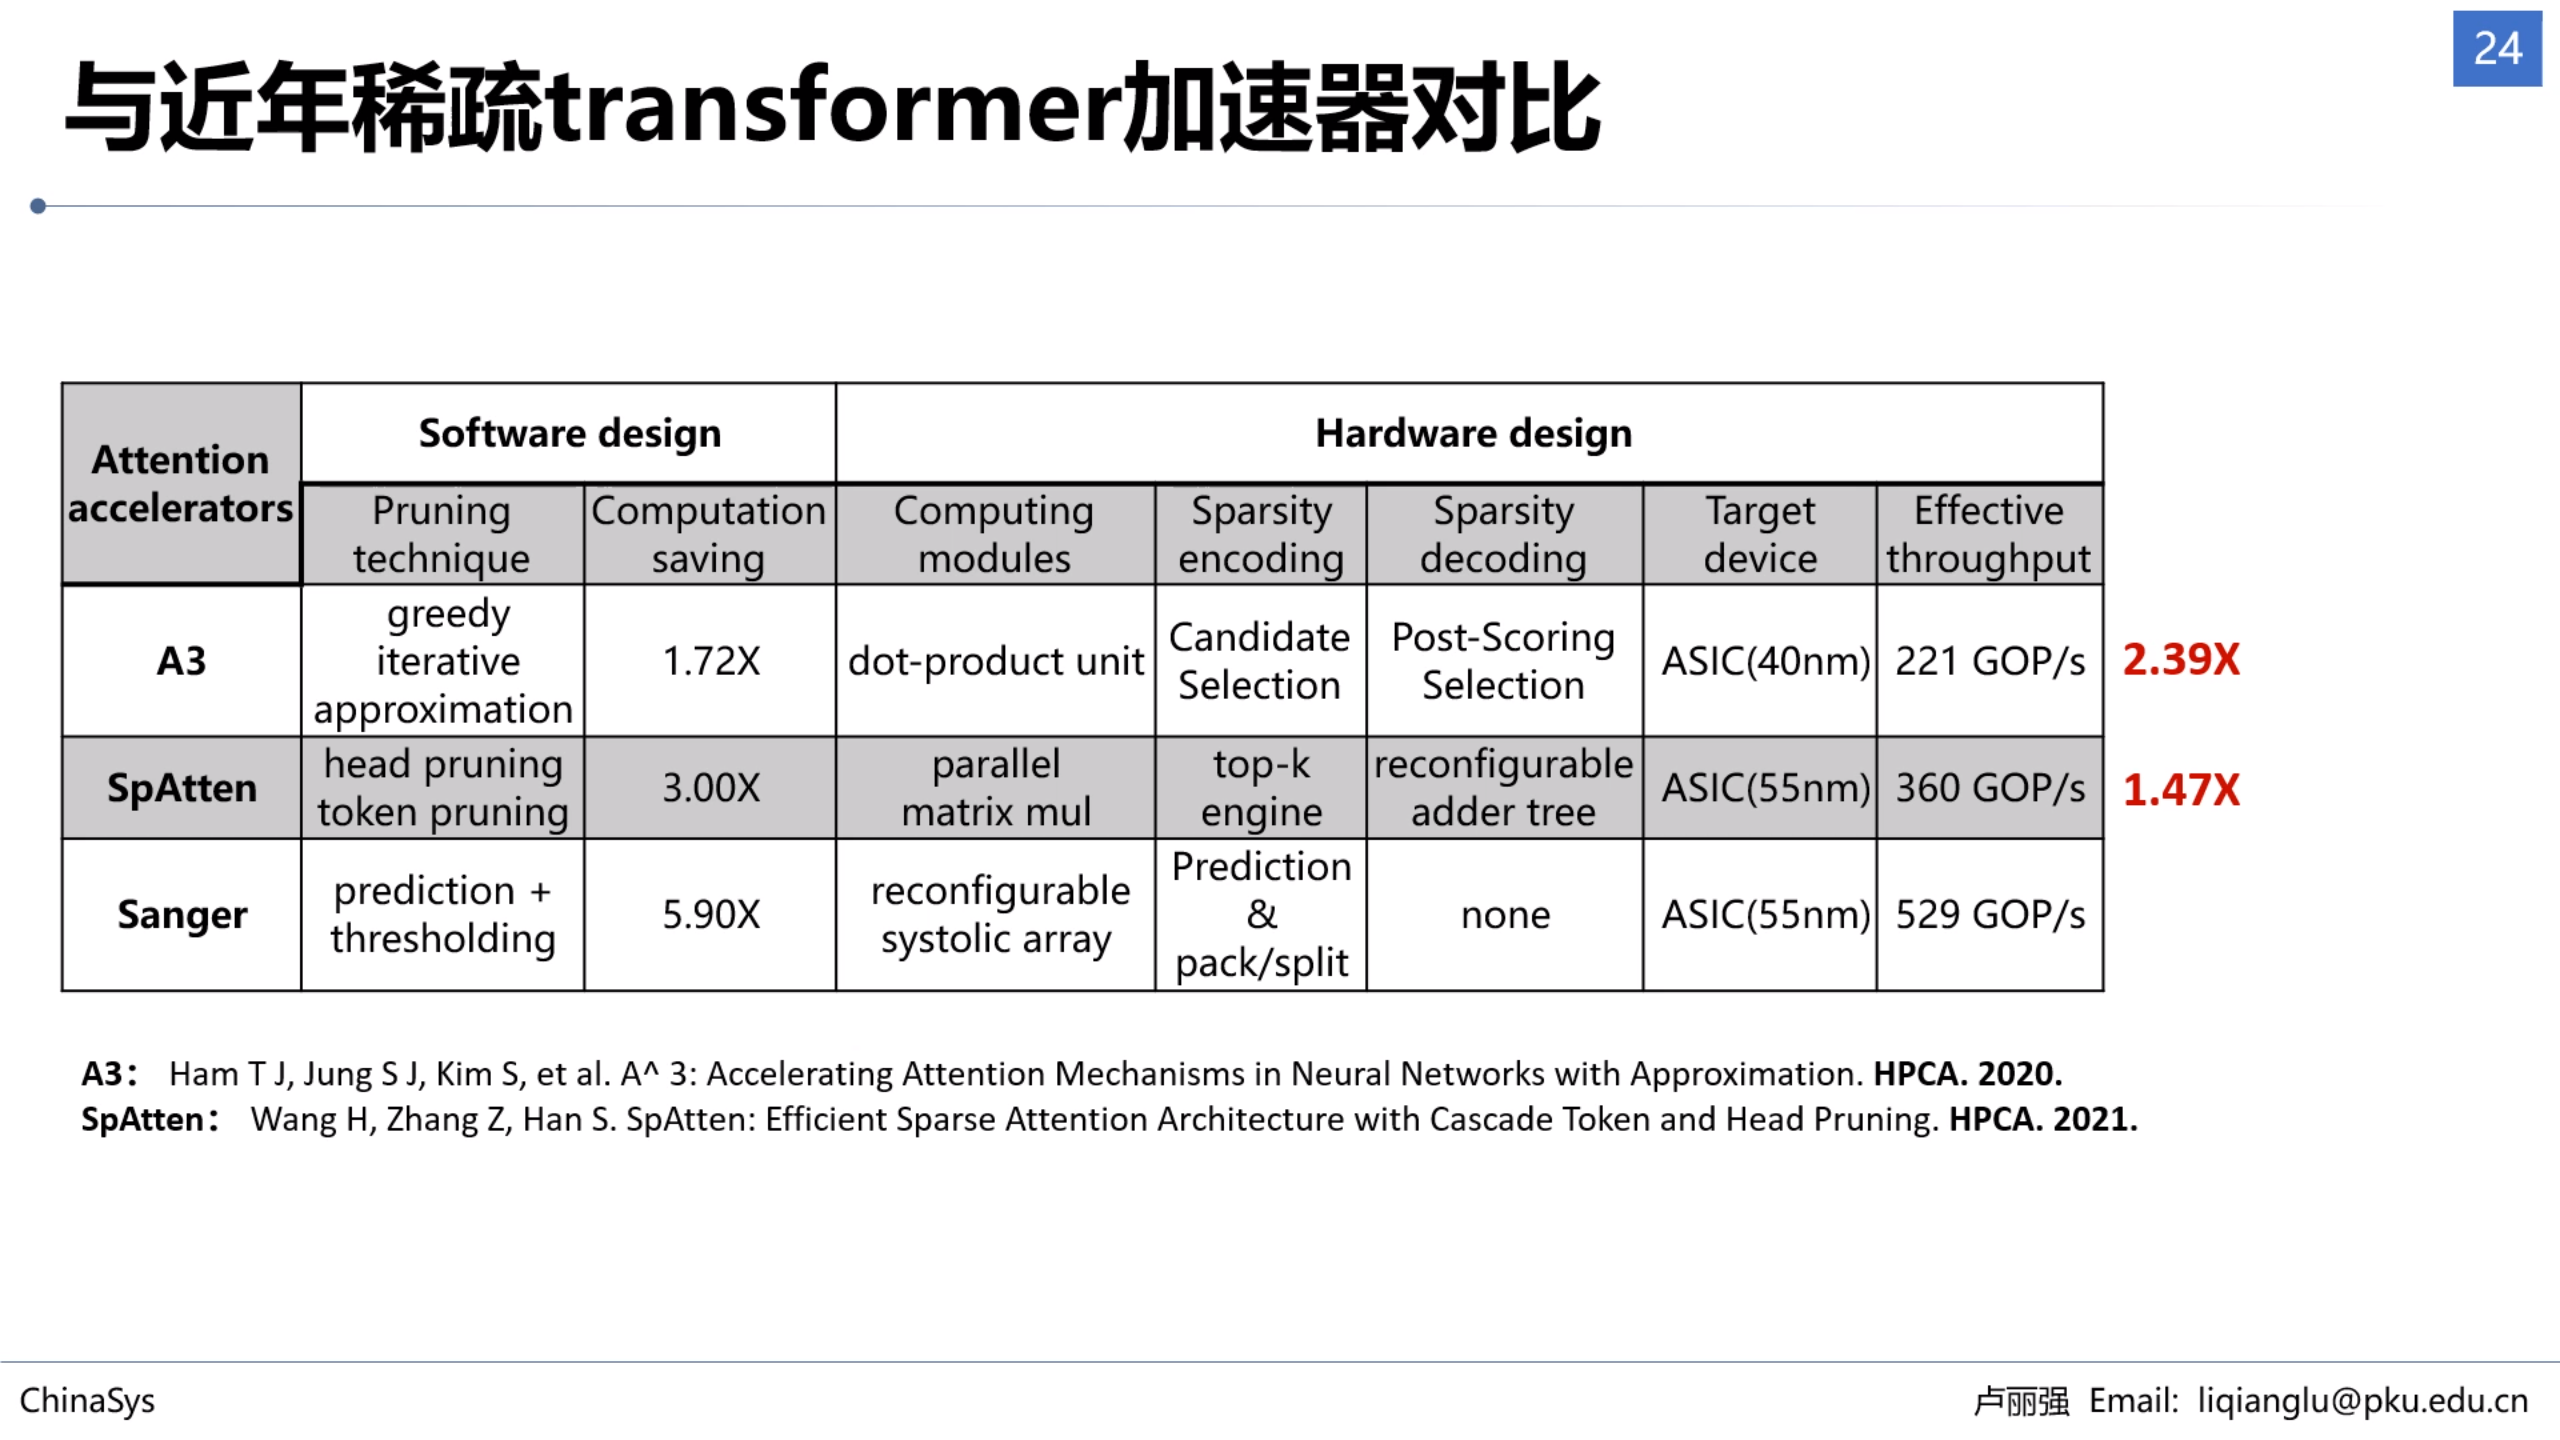 24
与近年稀疏transformer加速器对比
Attention
accelerators
Software design
Hardware design
Pruning
technique
Computation
saving
Computing
modules
Sparsity
encoding
Sparsity
decoding
Target
device
Effective
throughput
A3
greedy
iterative
approximation
1.72X
dot-product unit
Candidate
Selection
Post-Scoring
Selection
ASIC(40nm)
221 GOP/s
2.39X
SpAtten
head pruning
token pruning
3.00X
parallel
matrix mul
top-k
engine
reconfigurable
adder tree
ASIC(55nm)
360 GOP/s
1.47X
Sanger
prediction +
thresholding
5.90X
reconfigurable
systolic array
Prediction
&
pack/split
none
ASIC(55nm)
529 GOP/s
A3： Ham T J, Jung S J, Kim S, et al. A^ 3: Accelerating Attention Mechanisms in Neural Networks with Approximation. HPCA. 2020.
SpAtten： Wang H, Zhang Z, Han S. SpAtten: Efficient Sparse Attention Architecture with Cascade Token and Head Pruning. HPCA. 2021.
ChinaSys
卢丽强 Email: liqianglu@pku.edu.cn